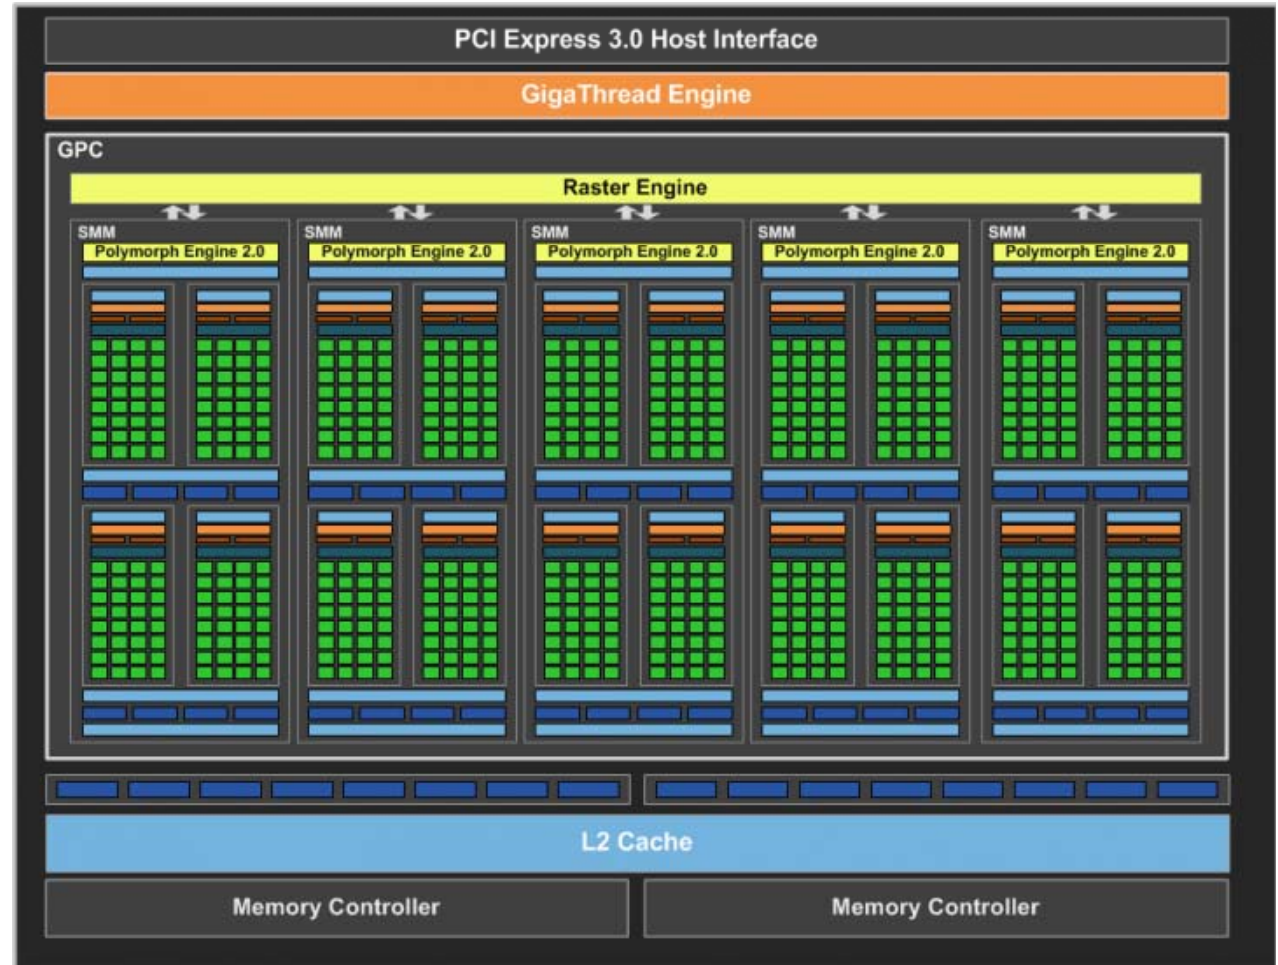 PCI Express 3.0 Host Interface
GigaThread Engine
GPC
Raster Engine
SMM
SMM
SMM
SMM
SMM
Polymorph Engine 2.0
Polymorph Engine 2.0
Polymorph Engine 2.0
Polymorph Engine 2.0
Polymorph Engine 2.0
L2 Cache
Memory Controller
Memory Controller